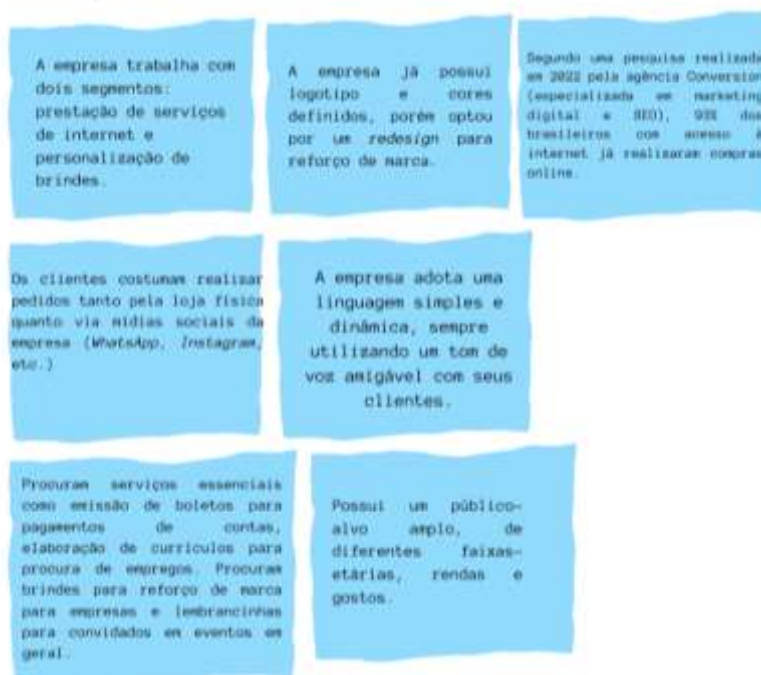 A empresa trabalha com
dois segmentos:
prestação de serviços
de internet e
personalização de
brindes.
A empresa já possui
logotipo e cores
definidos, porém optou
por um redesign para
reforço de marca.
Segundo uma pesquisa realizada
em 2022 pela agência Conversion
(especializada em marketing
digital e SEO), dos
brasileiros com acesso à
internet já realizaram compras
online.
Os clientes costumam realizar
pedidos tanto pela loja física
quanto via mídias sociais da
empresa (WhatsApp, Instagram,
etc.)
A empresa adota uma
linguagem simples e
dinâmica, sempre
utilizando um tom de
voz amigável com seus
clientes.
Procuram serviços essenciais
como emissão de boletos para
pagamentos de contas,
elaboração de currículos para
procura de empregos. Procuram
brindes para reforço de marca
para empresas e lembrancinhas
para convidados em eventos em
geral.
Possui um público-
alvo amplo, de
diferentes faixas-
etárias, rendas e
gostos.